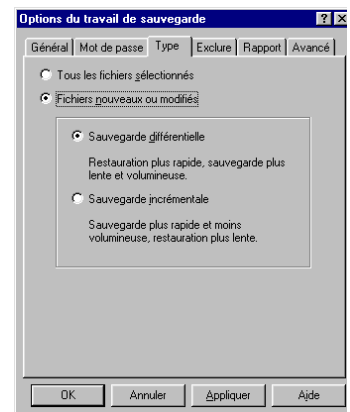 Options du travail de sauvegarde
Général Mot de passe Type Exclure Rapport Avancé
Tous les fichiers sélectionnés
Fichiers nouveaux ou modifiés
Sauvegarde différentielle
Restauration plus rapide, sauvegarde plus
lente et volumineuse.
Sauvegarde incrémentale
Sauvegarde plus rapide et moins
volumineuse, restauration plus lente.
OK Annuler Appliquer Aide